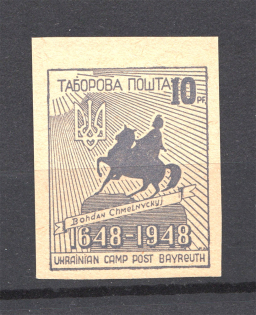 ТАБОРОВА ПОШТА 10 PF.
BOHDAN CHMELNYCKYJ
1648-1948
UKRAINIAN CAMP POST BAYREUTH